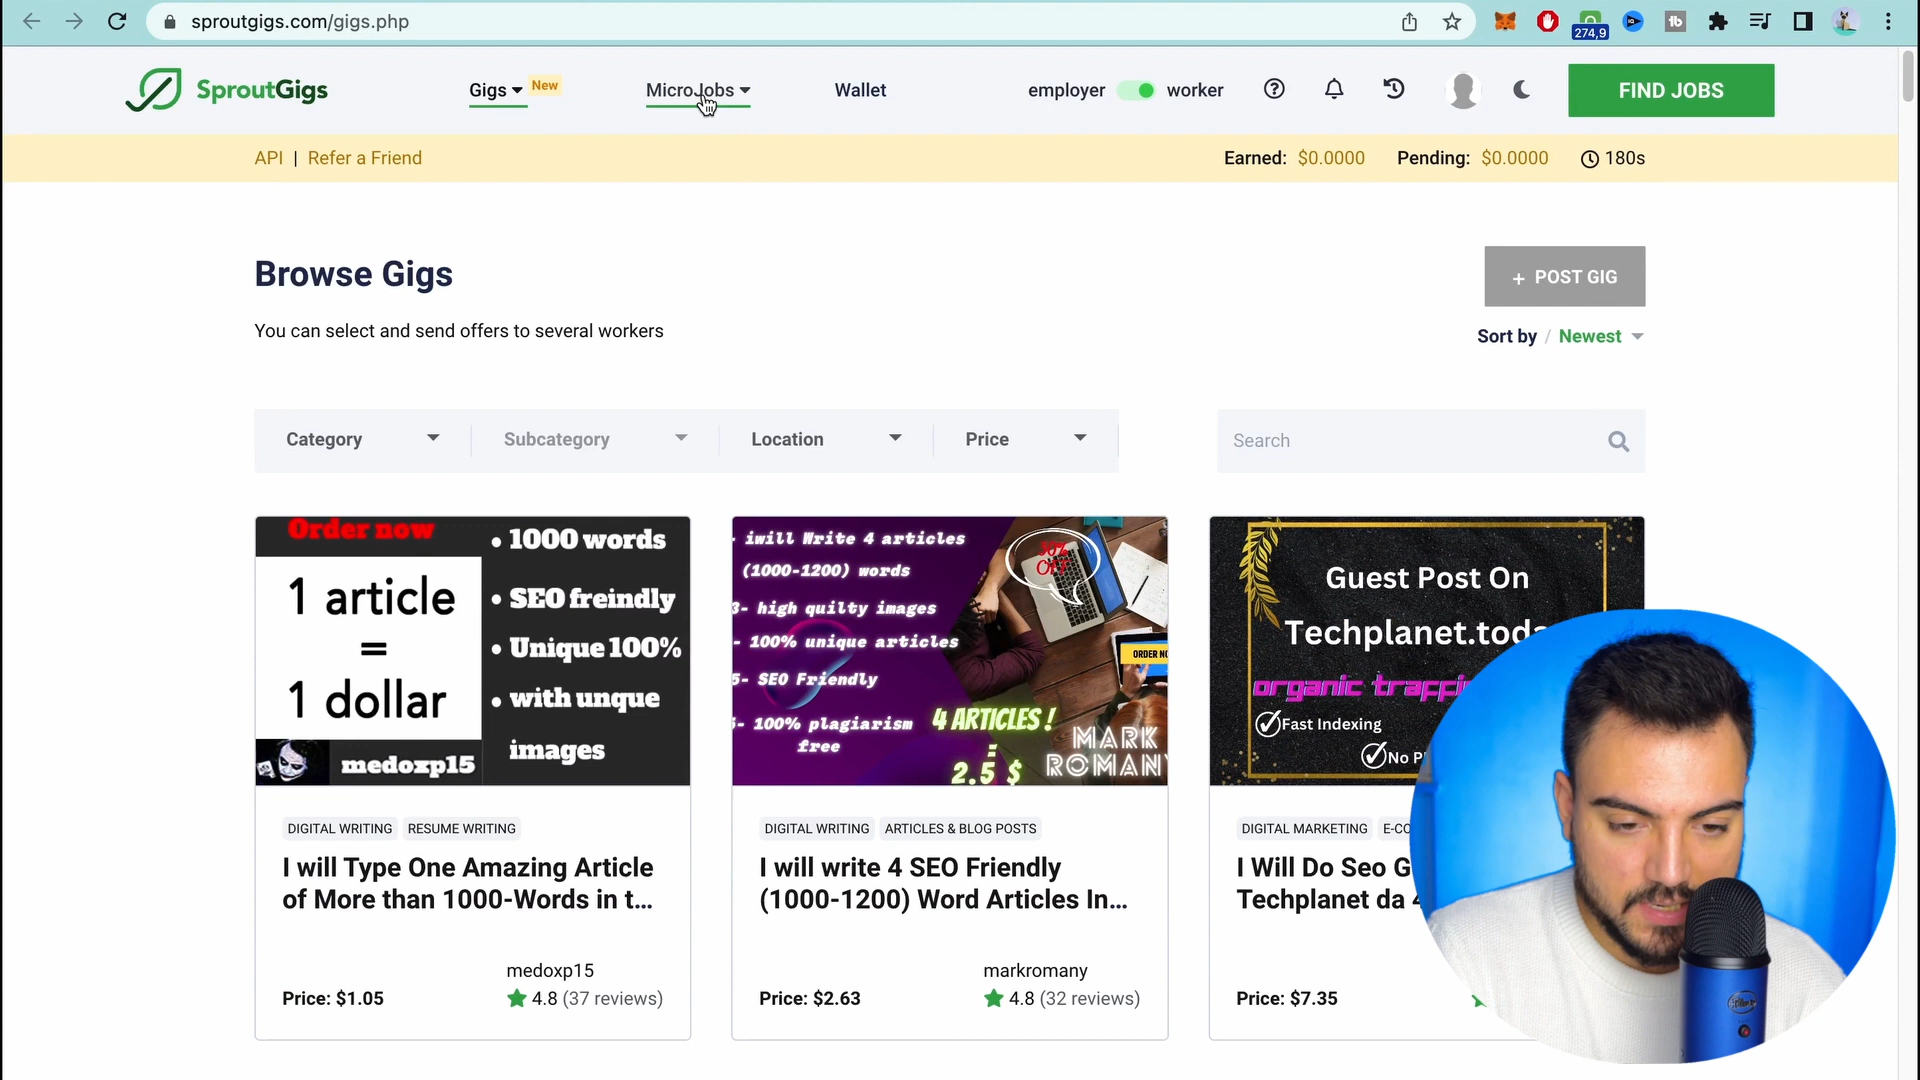 sproutgigs.com/gigs.php
274,9
SproutGigs
Gigs
New
MicroJobs
Wallet
employer
worker
FIND JOBS
API | Refer a Friend
Earned: $0.0000
Pending: $0.0000
180s
Browse Gigs
+ POST GIG
You can select and send offers to several workers
Sort by / Newest
Category
Subcategory
Location
Price
Search
Order now
1 article
=
1 dollar
medoxp15
• 1000 words
• SEO freindly
• Unique 100%
• with unque
images
- iwill Write 4 articles
(1000-1200) words
3- high quilty images
- 100% unique articles
5- SEO Friendly
- 100% plagiarism
free
50%
OFF
ORDER NO
4 ARTICLES !
=
2.5 $
MARK
ROMANY
Guest Post On
Techplanet.toda
organic traffi
Fast Indexing
No P
DIGITAL WRITING
RESUME WRITING
I will Type One Amazing Article
of More than 1000-Words in t...
medoxp15
Price: $1.05
4.8 (37 reviews)
DIGITAL WRITING
ARTICLES & BLOG POSTS
I will write 4 SEO Friendly
(1000-1200) Word Articles In...
markromany
Price: $2.63
4.8 (32 reviews)
DIGITAL MARKETING
E-CO
I Will Do Seo G
Techplanet da 4
Price: $7.35